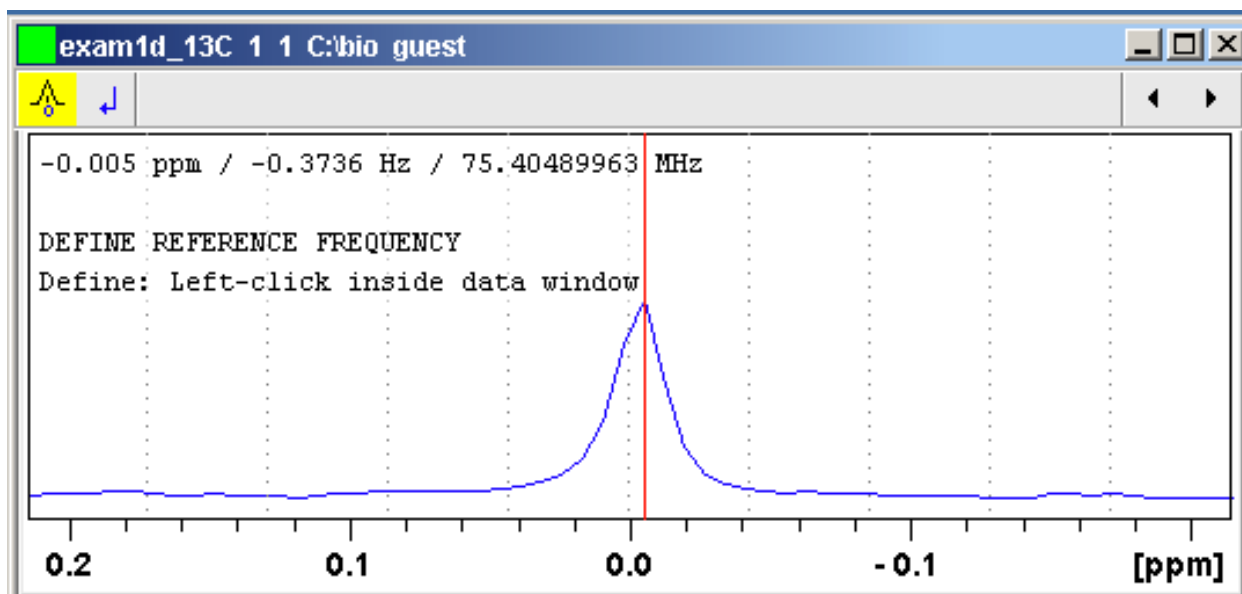 exam1d_13C 1 1 C:\bio guest
-0.005 ppm / -0.3736 Hz / 75.40489963 MHz
DEFINE REFERENCE FREQUENCY
Define: Left-click inside data window
0.2 0.1 0.0 -0.1 [ppm]